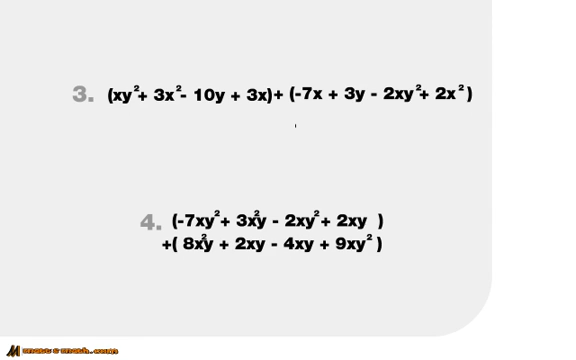 3. (xy²+ 3x²- 10y + 3x)+ (-7x + 3y - 2xy²+ 2x²)
4. (-7xy²+ 3x²y - 2xy²+ 2xy )
+( 8x²y + 2xy - 4xy + 9xy² )